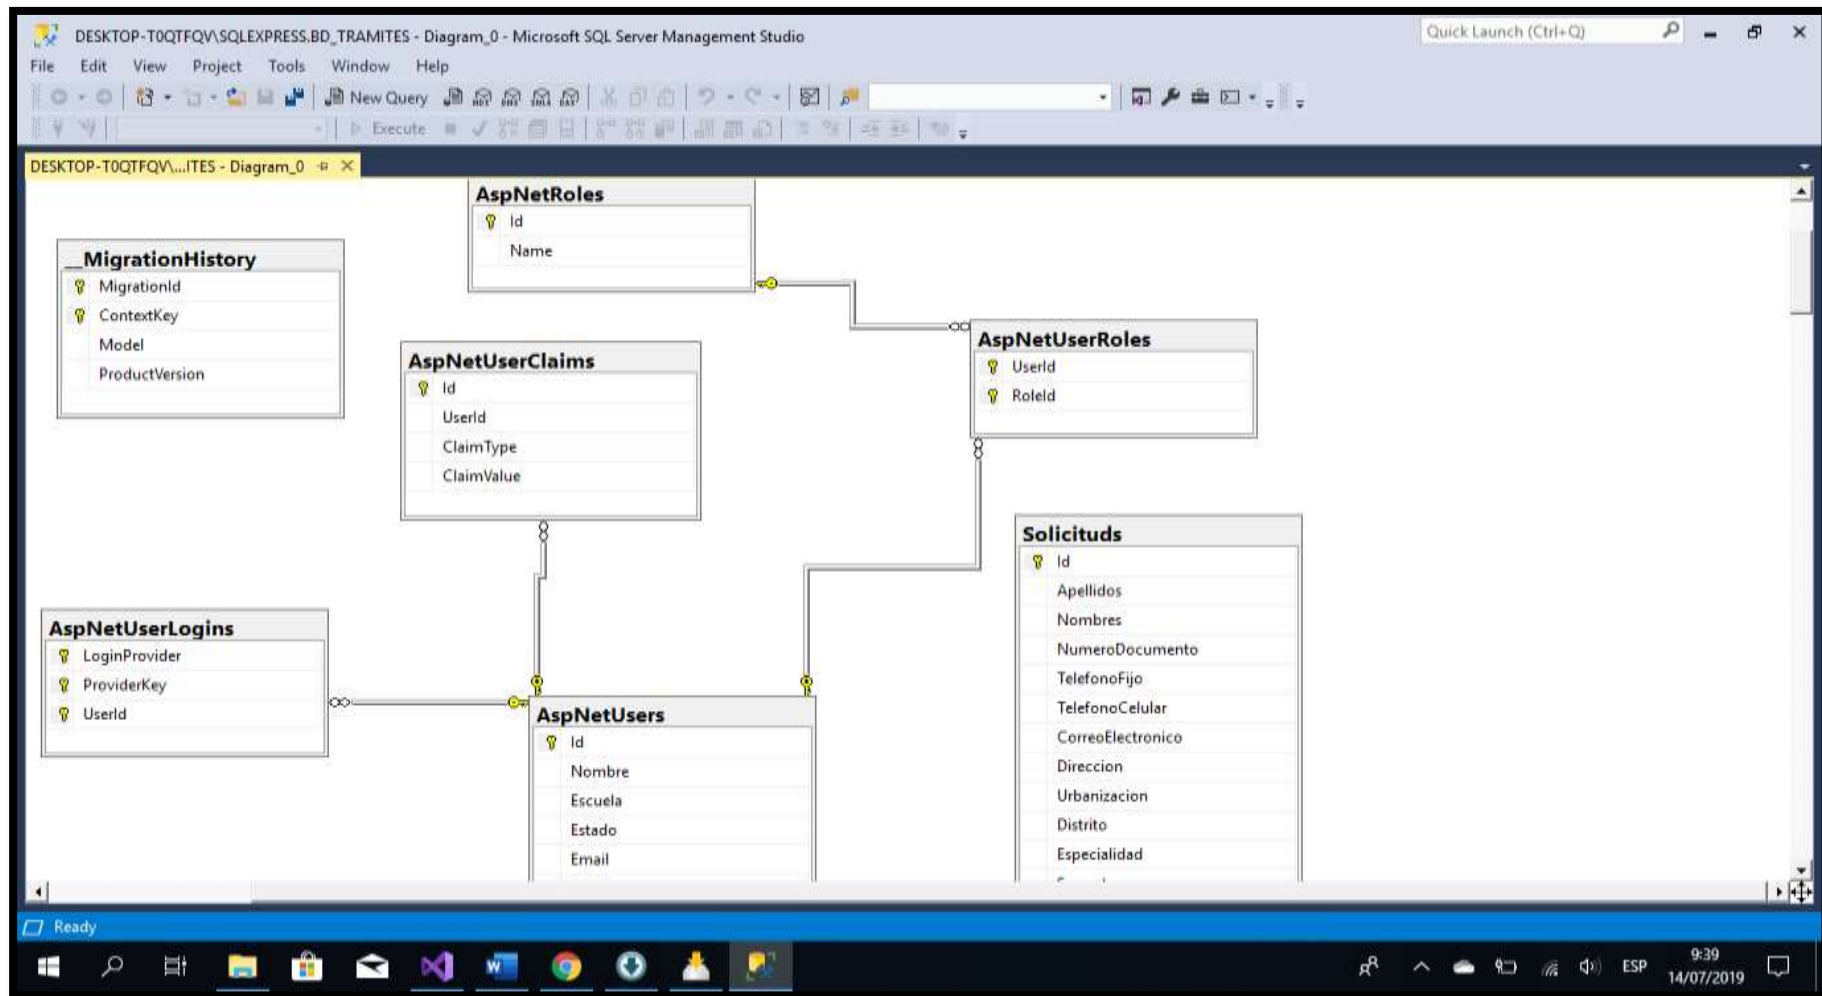 DESKTOP-T0QTFQV\SQLEXPRESS.BD_TRAMITES - Diagram_0 - Microsoft SQL Server Management Studio
Quick Launch (Ctrl+Q)
File Edit View Project Tools Window Help
New Query
Execute
DESKTOP-T0QTFQV\...ITES - Diagram_0
AspNetRoles
Id
Name
__MigrationHistory
MigrationId
ContextKey
Model
ProductVersion
AspNetUserRoles
UserId
RoleId
AspNetUserClaims
Id
UserId
ClaimType
ClaimValue
Solicituds
Id
Apellidos
Nombres
NumeroDocumento
TelefonoFijo
TelefonoCelular
CorreoElectronico
Direccion
Urbanizacion
Distrito
Especialidad
AspNetUserLogins
LoginProvider
ProviderKey
UserId
AspNetUsers
Id
Nombre
Escuela
Estado
Email
Ready
ESP
9:39
14/07/2019